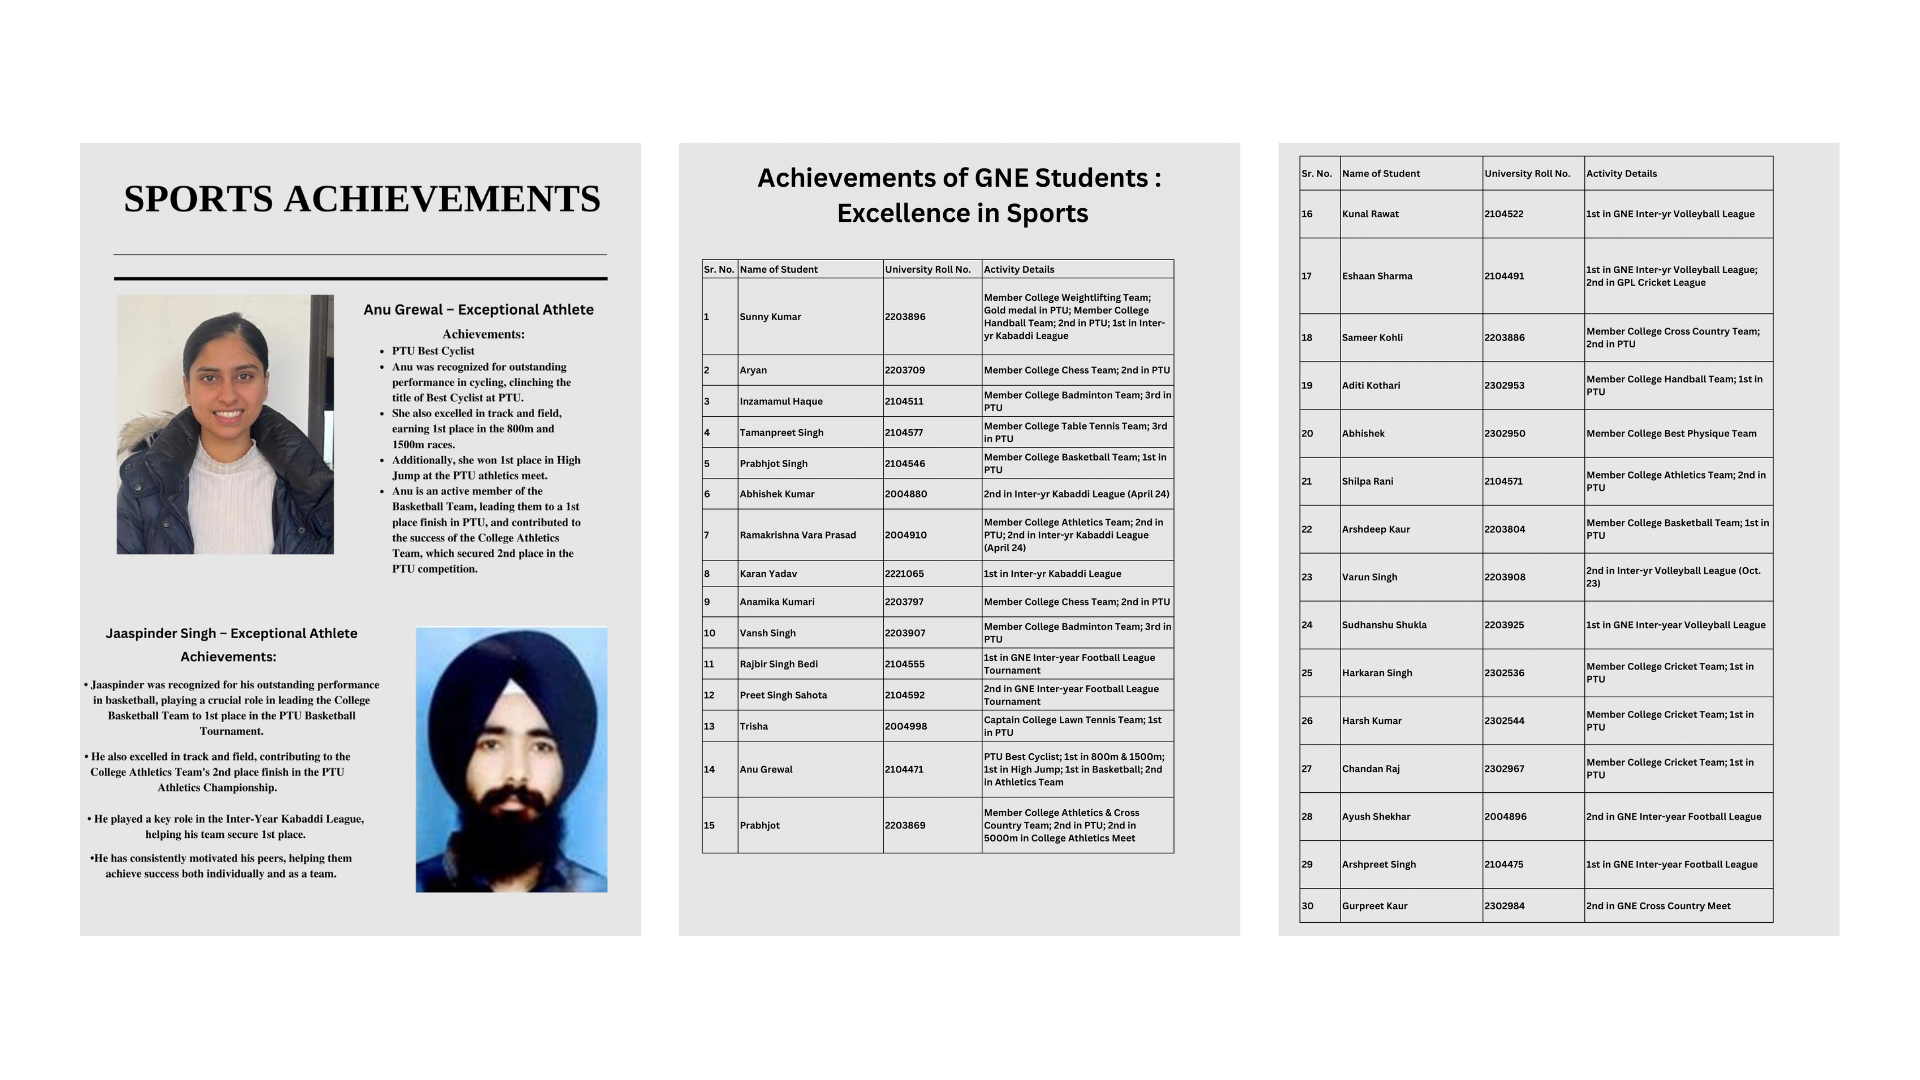 SPORTS ACHIEVEMENTS
Anu Grewal – Exceptional Athlete
Achievements:
• PTU Best Cyclist
• Anu was recognized for outstanding
performance in cycling, clinching the
title of Best Cyclist at PTU.
• She also excelled in track and field,
earning 1st place in the 800m and
1500m races.
• Additionally, she won 1st place in High
Jump at the PTU athletics meet.
• Anu is an active member of the
Basketball Team, leading them to a 1st
place finish in PTU, and contributed to
the success of the College Athletics
Team, which secured 2nd place in the
PTU competition.
Jaaspinder Singh – Exceptional Athlete
Achievements:
• Jaaspinder was recognized for his outstanding performance
in basketball, playing a crucial role in leading the College
Basketball Team to 1st place in the PTU Basketball
Tournament.
• He also excelled in track and field, contributing to the
College Athletics Team's 2nd place finish in the PTU
Athletics Championship.
• He played a key role in the Inter-Year Kabaddi League,
helping his team secure 1st place.
•He has consistently motivated his peers, helping them
achieve success both individually and as a team.
Achievements of GNE Students :
Excellence in Sports
Sr. No. Name of Student University Roll No. Activity Details
1 Sunny Kumar 2203896 Member College Weightlifting Team;
Gold medal in PTU; Member College
Handball Team; 2nd in PTU; 1st in Inter-
yr Kabaddi League
2 Aryan 2203709 Member College Chess Team; 2nd in PTU
3 Inzamamul Haque 2104511 Member College Badminton Team; 3rd in
PTU
4 Tamanpreet Singh 2104577 Member College Table Tennis Team; 3rd
in PTU
5 Prabhjot Singh 2104546 Member College Basketball Team; 1st in
PTU
6 Abhishek Kumar 2004880 2nd in Inter-yr Kabaddi League (April 24)
7 Ramakrishna Vara Prasad 2004910 Member College Athletics Team; 2nd in
PTU; 2nd in Inter-yr Kabaddi League
(April 24)
8 Karan Yadav 2221065 1st in Inter-yr Kabaddi League
9 Anamika Kumari 2203797 Member College Chess Team; 2nd in PTU
10 Vansh Singh 2203907 Member College Badminton Team; 3rd in
PTU
11 Rajbir Singh Bedi 2104555 1st in GNE Inter-year Football League
Tournament
12 Preet Singh Sahota 2104592 2nd in GNE Inter-year Football League
Tournament
13 Trisha 2004998 Captain College Lawn Tennis Team; 1st
in PTU
14 Anu Grewal 2104471 PTU Best Cyclist; 1st in 800m & 1500m;
1st in High Jump; 1st in Basketball; 2nd
in Athletics Team
15 Prabhjot 2203869 Member College Athletics & Cross
Country Team; 2nd in PTU; 2nd in
5000m in College Athletics Meet
Sr. No. Name of Student University Roll No. Activity Details
16 Kunal Rawat 2104522 1st in GNE Inter-yr Volleyball League
17 Eshaan Sharma 2104491 1st in GNE Inter-yr Volleyball League;
2nd in GPL Cricket League
18 Sameer Kohli 2203886 Member College Cross Country Team;
2nd in PTU
19 Aditi Kothari 2302953 Member College Handball Team; 1st in
PTU
20 Abhishek 2302950 Member College Best Physique Team
21 Shilpa Rani 2104571 Member College Athletics Team; 2nd in
PTU
22 Arshdeep Kaur 2203804 Member College Basketball Team; 1st in
PTU
23 Varun Singh 2203908 2nd in Inter-yr Volleyball League (Oct.
23)
24 Sudhanshu Shukla 2203925 1st in GNE Inter-year Volleyball League
25 Harkaran Singh 2302536 Member College Cricket Team; 1st in
PTU
26 Harsh Kumar 2302544 Member College Cricket Team; 1st in
PTU
27 Chandan Raj 2302967 Member College Cricket Team; 1st in
PTU
28 Ayush Shekhar 2004896 2nd in GNE Inter-year Football League
29 Arshpreet Singh 2104475 1st in GNE Inter-year Football League
30 Gurpreet Kaur 2302984 2nd in GNE Cross Country Meet